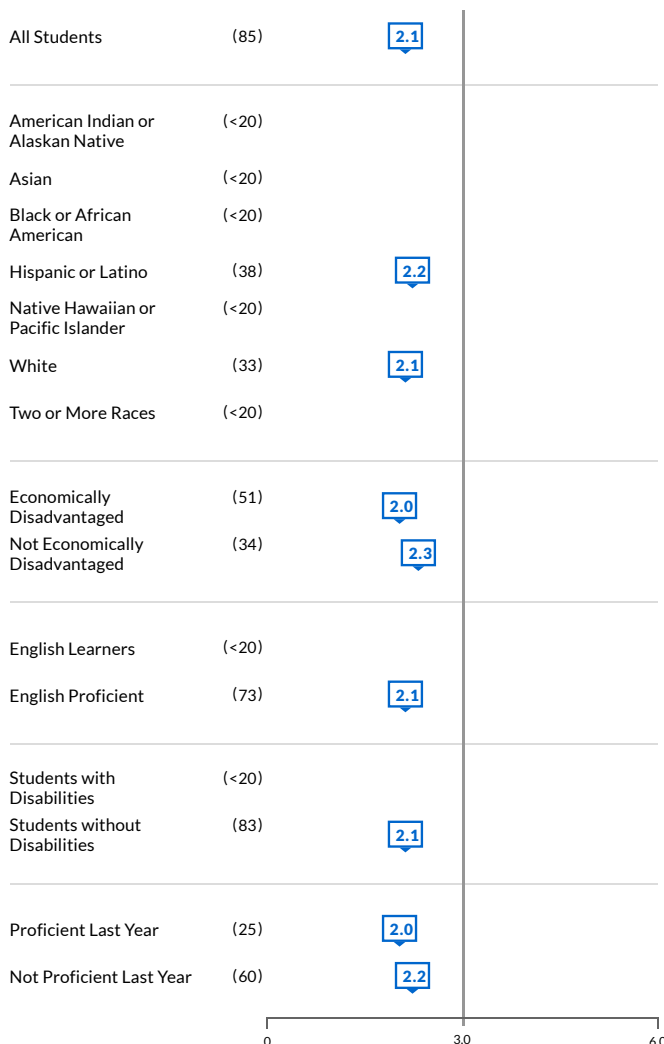 All Students (85) 2.1
American Indian or
Alaskan Native (<20)
Asian (<20)
Black or African
American (<20)
Hispanic or Latino (38) 2.2
Native Hawaiian or
Pacific Islander (<20)
White (33) 2.1
Two or More Races (<20)
Economically
Disadvantaged (51) 2.0
Not Economically
Disadvantaged (34) 2.3
English Learners (<20)
English Proficient (73) 2.1
Students with
Disabilities (<20)
Students without
Disabilities (83) 2.1
Proficient Last Year (25) 2.0
Not Proficient Last Year (60) 2.2
0 3.0 6.0